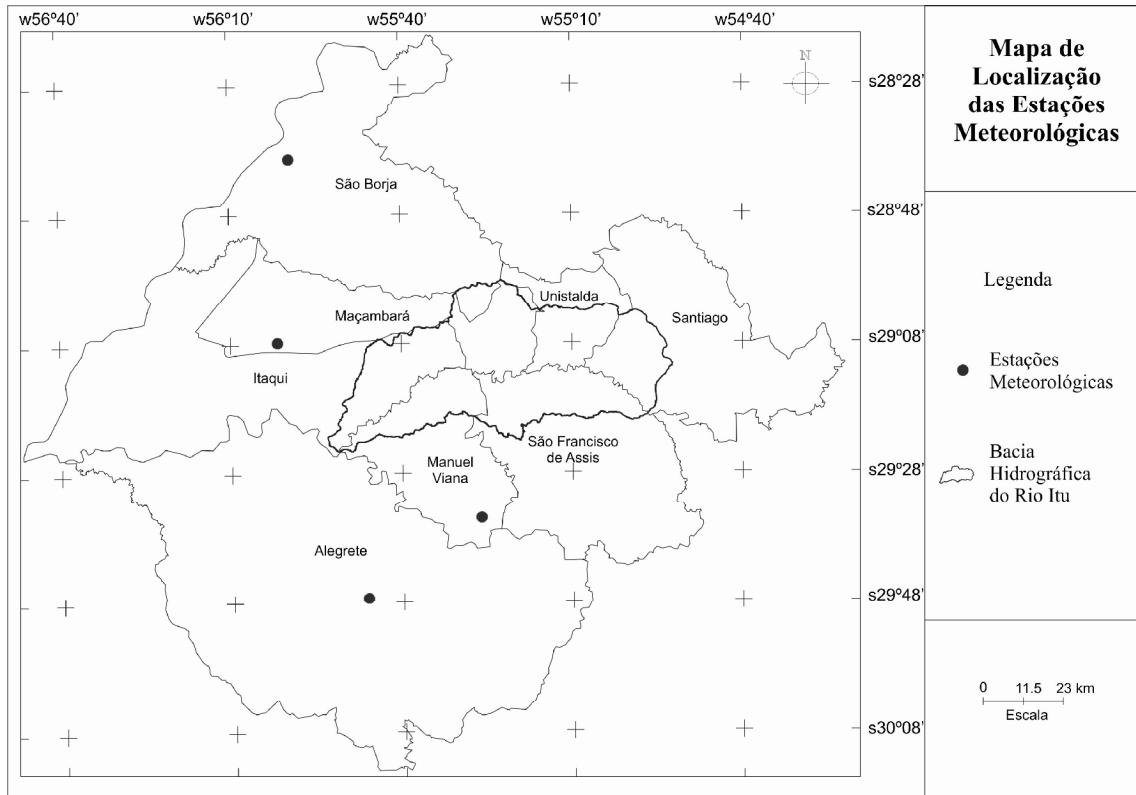 w56º40'
w56º10'
w55º40'
w55º10'
w54º40'
N
s28º28'
s28º48'
s29º08'
s29º28'
s29º48'
s30º08'
São Borja
Unistalda
Maçambará
Santiago
Itaqui
São Francisco
de Assis
Manuel
Viana
Alegrete
Mapa de
Localização
das Estações
Meteorológicas
Legenda
Estações
Meteorológicas
Bacia
Hidrográfica
do Rio Itu
0 11.5 23 km
Escala